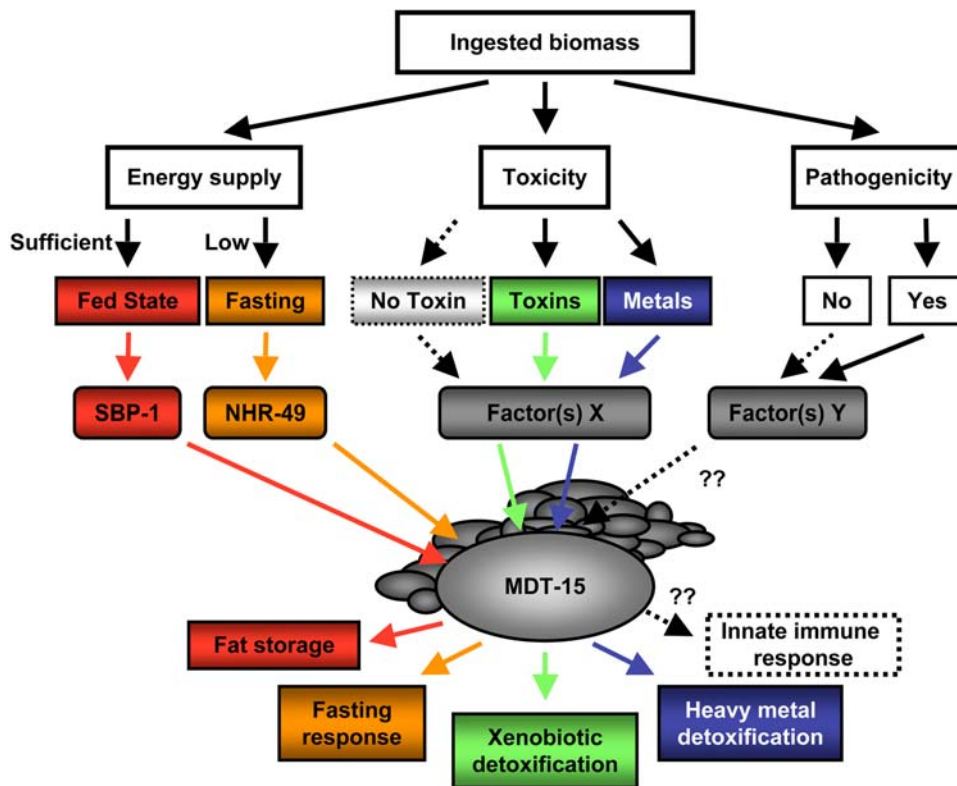 Ingested biomass
Energy supply
Toxicity
Pathogenicity
Sufficient
Low
Fed State
Fasting
No Toxin
Toxins
Metals
No
Yes
SBP-1
NHR-49
Factor(s) X
Factor(s) Y
??
MDT-15
??
Fat storage
Innate immune
response
Fasting
response
Xenobiotic
detoxification
Heavy metal
detoxification